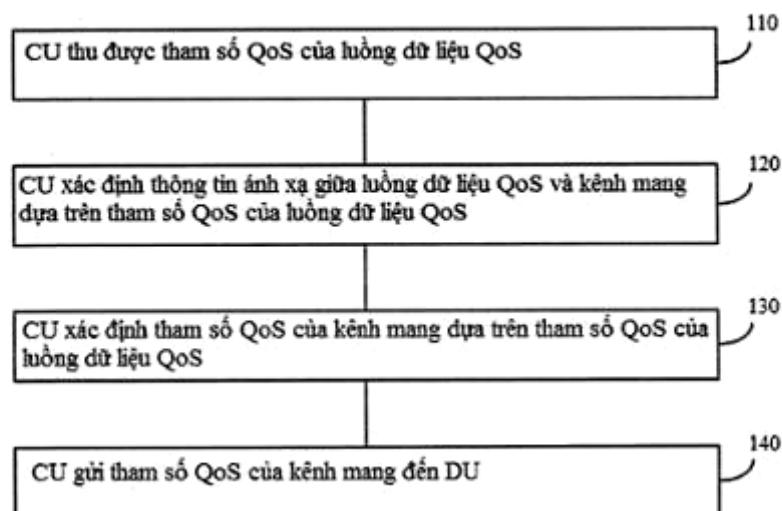 110
CU thu được tham số QoS của luồng dữ liệu QoS
120
CU xác định thông tin ánh xạ giữa luồng dữ liệu QoS và kênh mang
dựa trên tham số QoS của luồng dữ liệu QoS
130
CU xác định tham số QoS của kênh mang dựa trên tham số QoS của
luồng dữ liệu QoS
140
CU gửi tham số QoS của kênh mang đến DU